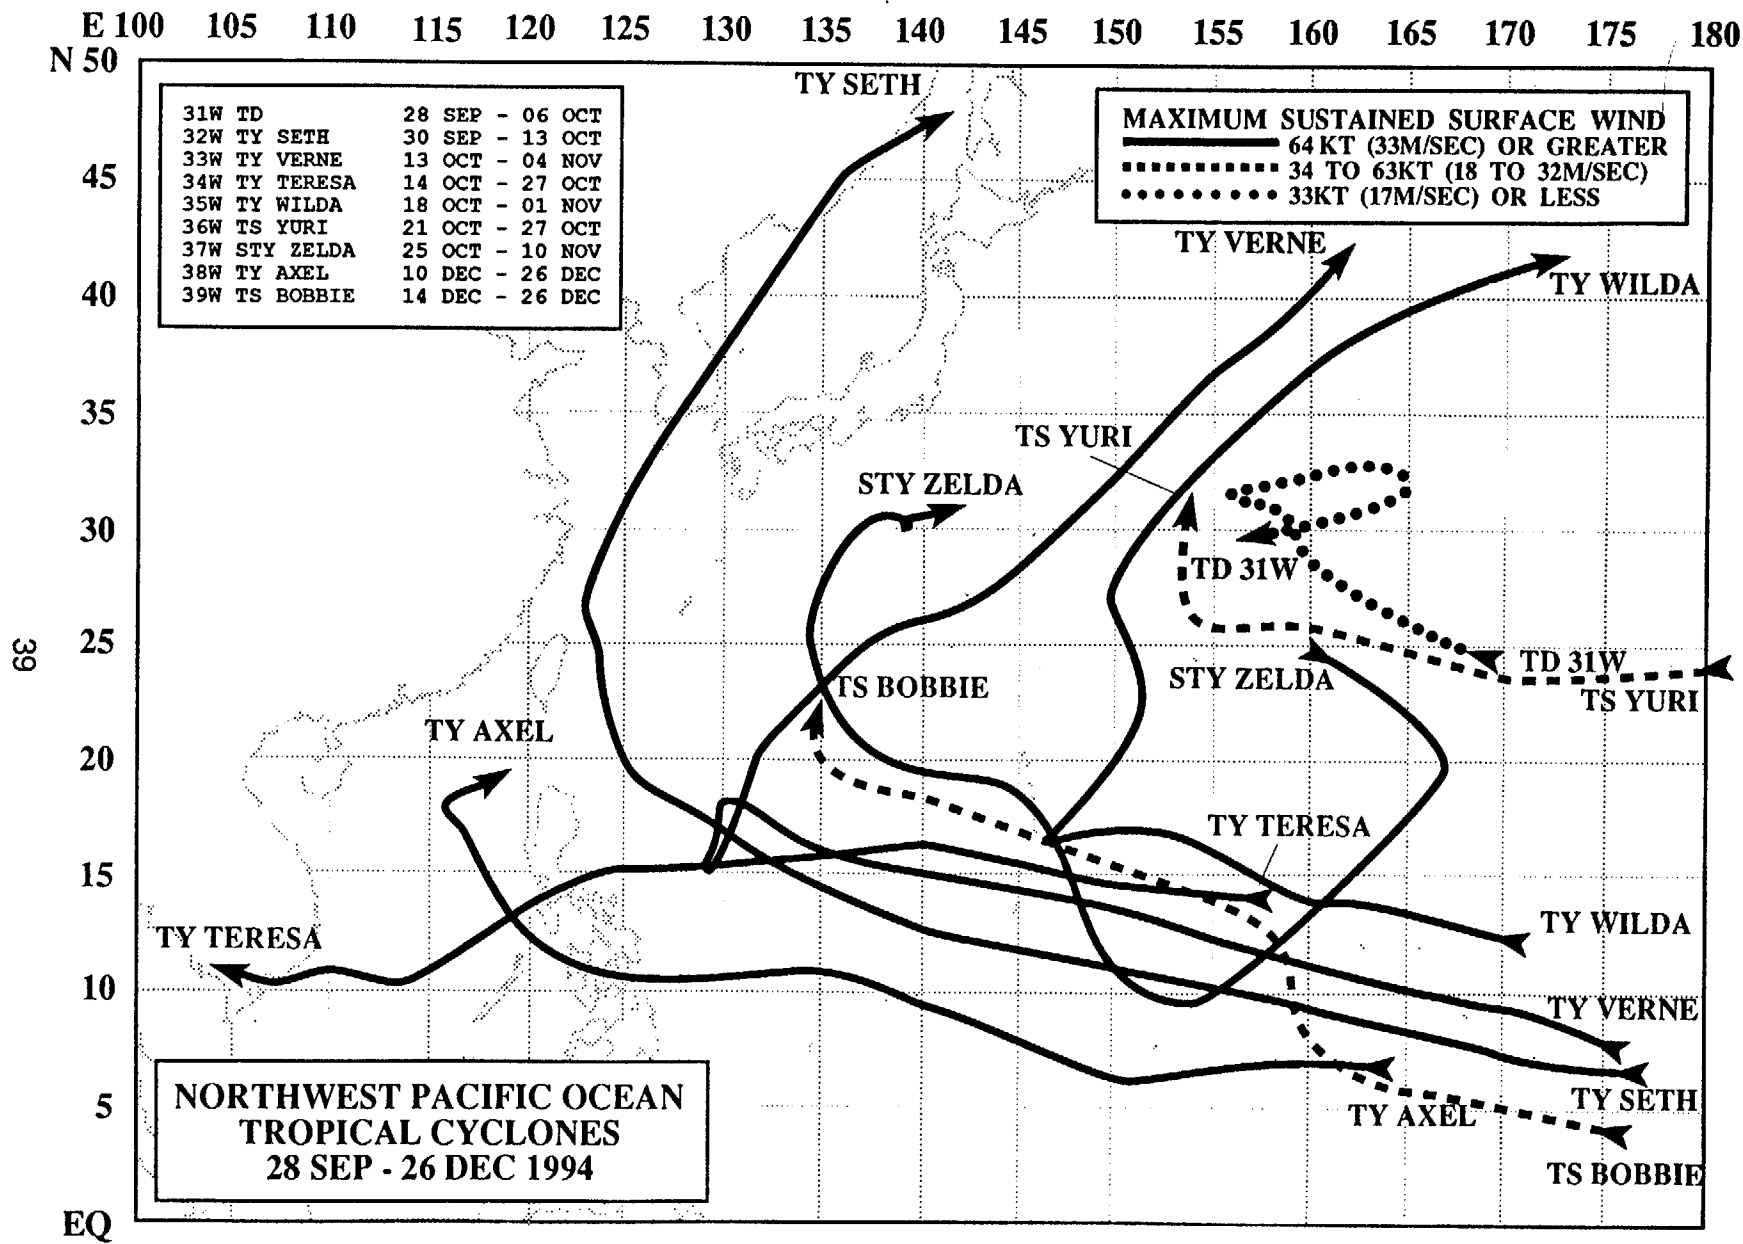 E 100 105 110 115 120 125 130 135 140 145 150 155 160 165 170 175 180
N 50
45
40
35
30
25
20
15
10
5
EQ
39
31W TD 28 SEP - 06 OCT
32W TY SETH 30 SEP - 13 OCT
33W TY VERNE 13 OCT - 04 NOV
34W TY TERESA 14 OCT - 27 OCT
35W TY WILDA 18 OCT - 01 NOV
36W TS YURI 21 OCT - 27 OCT
37W STY ZELDA 25 OCT - 10 NOV
38W TY AXEL 10 DEC - 26 DEC
39W TS BOBBIE 14 DEC - 26 DEC
MAXIMUM SUSTAINED SURFACE WIND
64 KT (33M/SEC) OR GREATER
34 TO 63KT (18 TO 32M/SEC)
33KT (17M/SEC) OR LESS
TY SETH
TY VERNE
TY WILDA
TS YURI
STY ZELDA
TD 31W
TD 31W
STY ZELDA
TS YURI
TS BOBBIE
TY AXEL
TY TERESA
TY WILDA
TY TERESA
TY VERNE
TY SETH
TY AXEL
TS BOBBIE
NORTHWEST PACIFIC OCEAN
TROPICAL CYCLONES
28 SEP - 26 DEC 1994